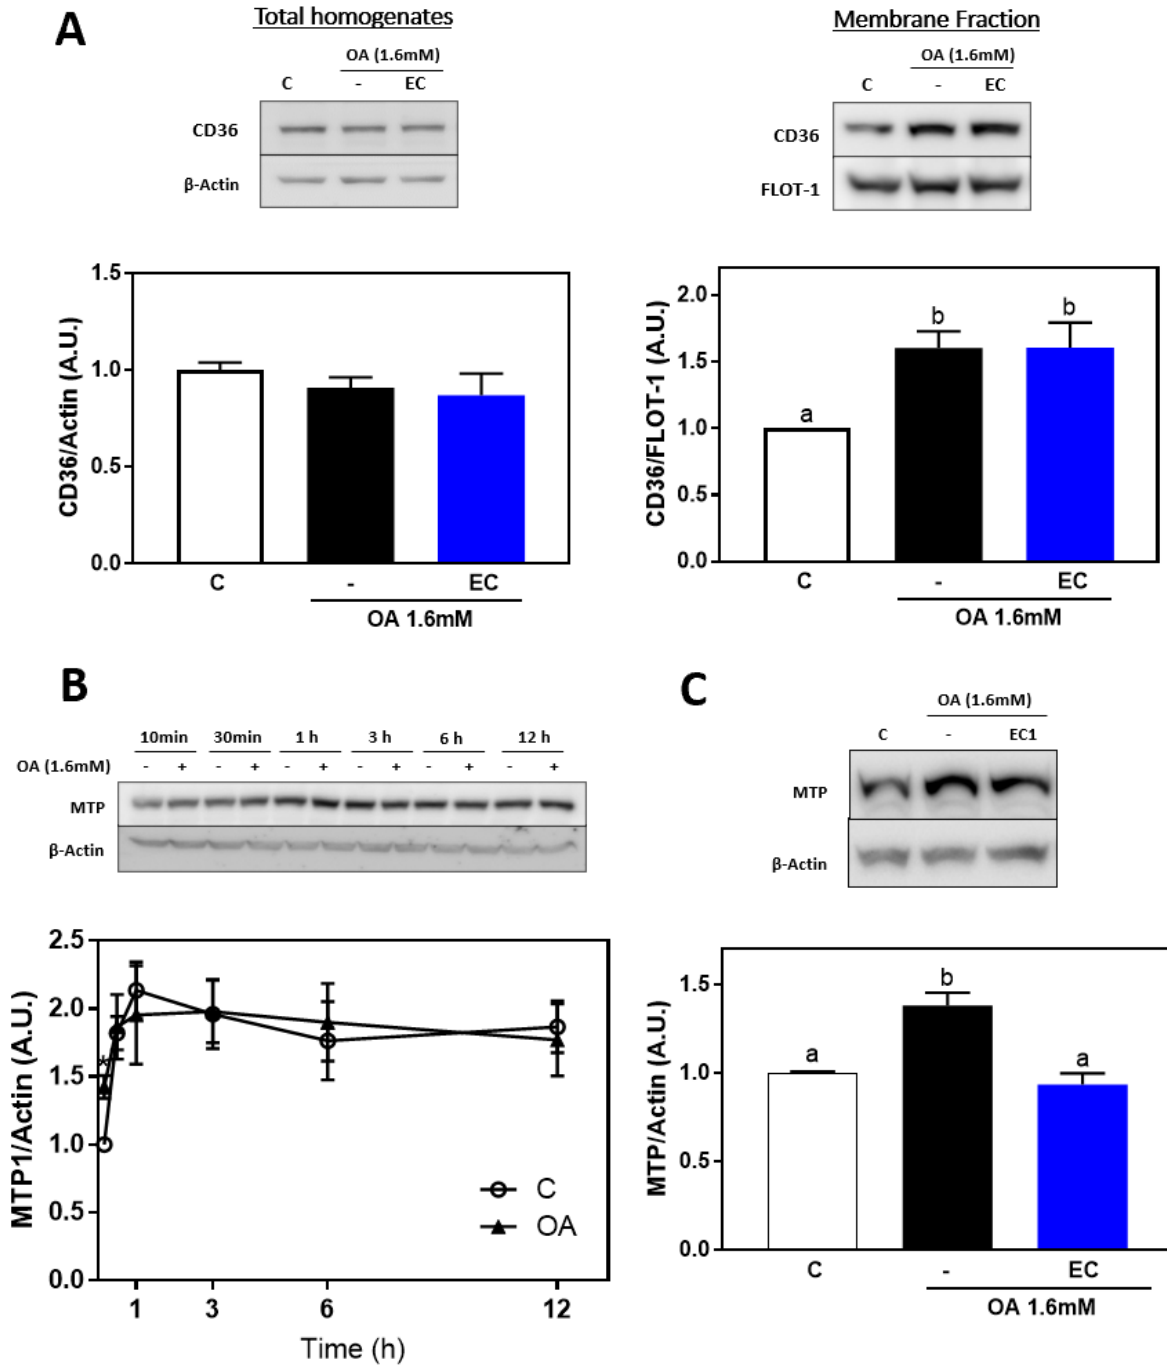 A
Total homogenates
OA (1.6mM)
C - EC
CD36
β-Actin
1.5
1.0
0.5
0.0
CD36/Actin (A.U.)
C - EC
OA 1.6mM
Membrane Fraction
OA (1.6mM)
C - EC
CD36
FLOT-1
2.0
1.5
1.0
0.5
0.0
CD36/FLOT-1 (A.U.)
a b b
C - EC
OA 1.6mM
B
10min 30min 1 h 3 h 6 h 12 h
OA (1.6mM) - + - + - + - + - + - +
MTP
β-Actin
2.5
2.0
1.5
1.0
0.5
0.0
MTP1/Actin (A.U.)
*
C
OA
1 3 6 12
Time (h)
C
OA (1.6mM)
C - EC1
MTP
β-Actin
1.5
1.0
0.5
0.0
MTP/Actin (A.U.)
a b a
C - EC
OA 1.6mM